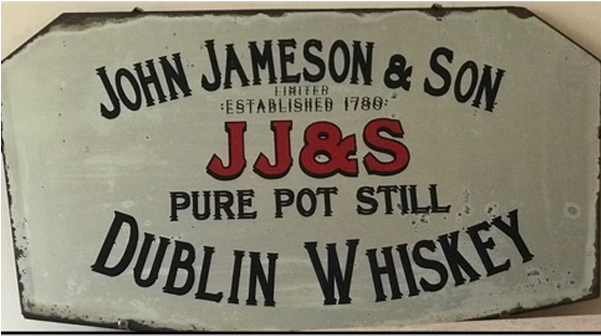 JOHN JAMESON & SON
LIMITED
:ESTABLISHED 1780:
JJ&S
PURE POT STILL
DUBLIN WHISKEY